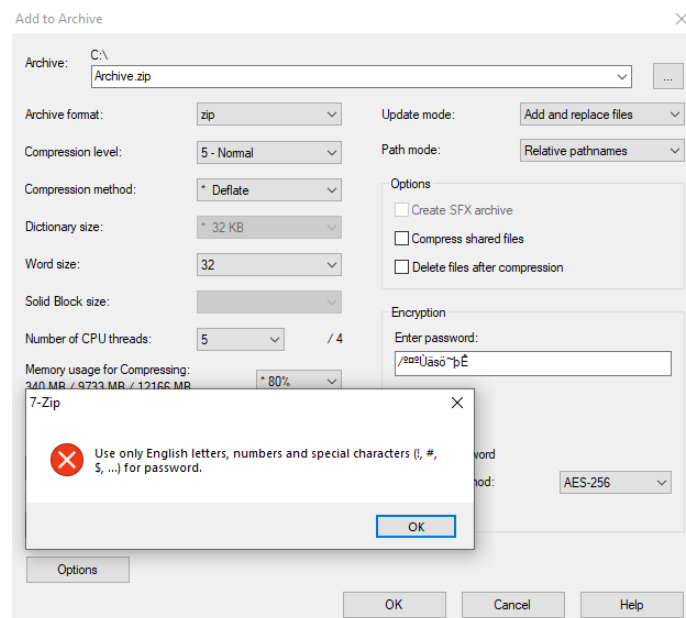 Add to Archive
Archive:
C:\
Archive.zip
...
Archive format:
zip
Update mode:
Add and replace files
Compression level:
5 - Normal
Path mode:
Relative pathnames
Compression method:
* Deflate
Options
Create SFX archive
Dictionary size:
* 32 KB
Compress shared files
Word size:
32
Delete files after compression
Solid Block size:
Encryption
Number of CPU threads:
5
/ 4
Enter password:
/º¤ºÙäsö~þÊ
Memory usage for Compressing:
340 MB / 9733 MB / 12166 MB
* 80%
7-Zip
Use only English letters, numbers and special characters (!, #,
$, ...) for password.
OK
AES-256
Options
OK
Cancel
Help